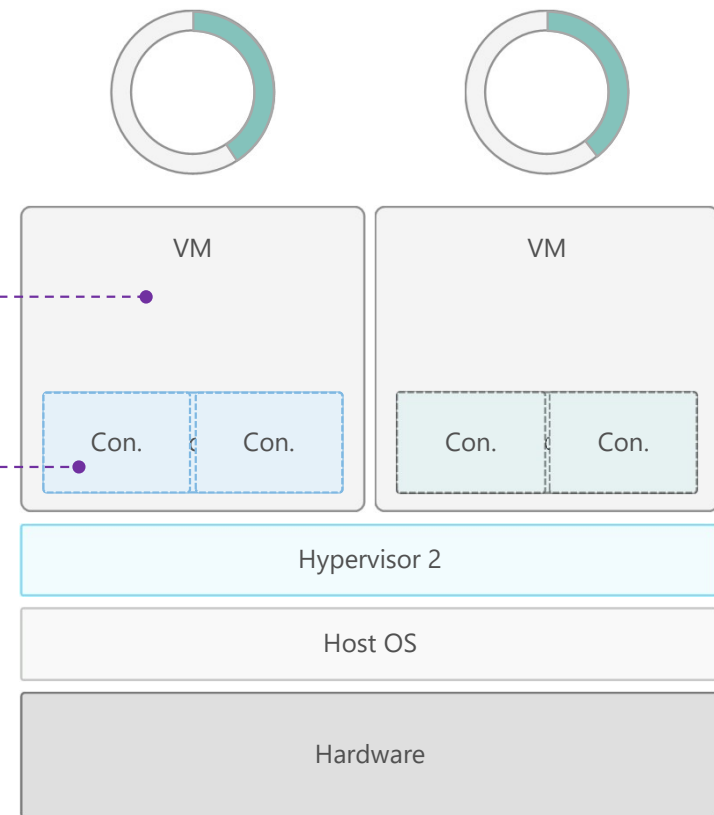 VM
VM
Con.
Con.
Con.
Con.
Hypervisor 2
Host OS
Hardware